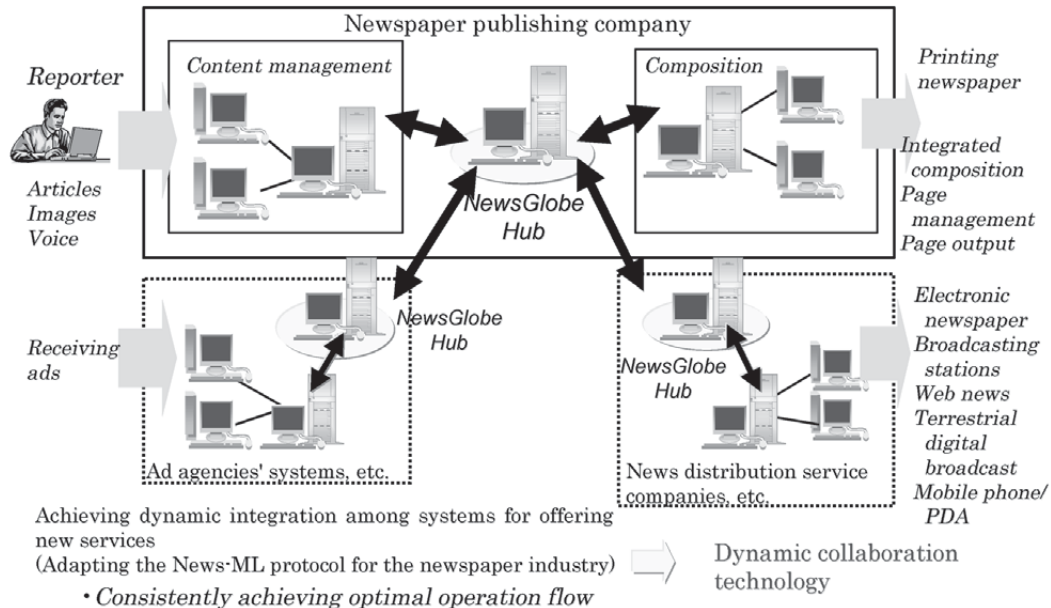 Newspaper publishing company
Reporter
Articles
Images
Voice
Content management
NewsGlobe
Hub
Composition
Printing
newspaper
Integrated
composition
Page
management
Page output
Receiving
ads
Ad agencies' systems, etc.
NewsGlobe
Hub
NewsGlobe
Hub
News distribution service
companies, etc.
Electronic
newspaper
Broadcasting
stations
Web news
Terrestrial
digital
broadcast
Mobile phone/
PDA
Achieving dynamic integration among systems for offering
new services
(Adapting the News-ML protocol for the newspaper industry)
• Consistently achieving optimal operation flow
Dynamic collaboration
technology